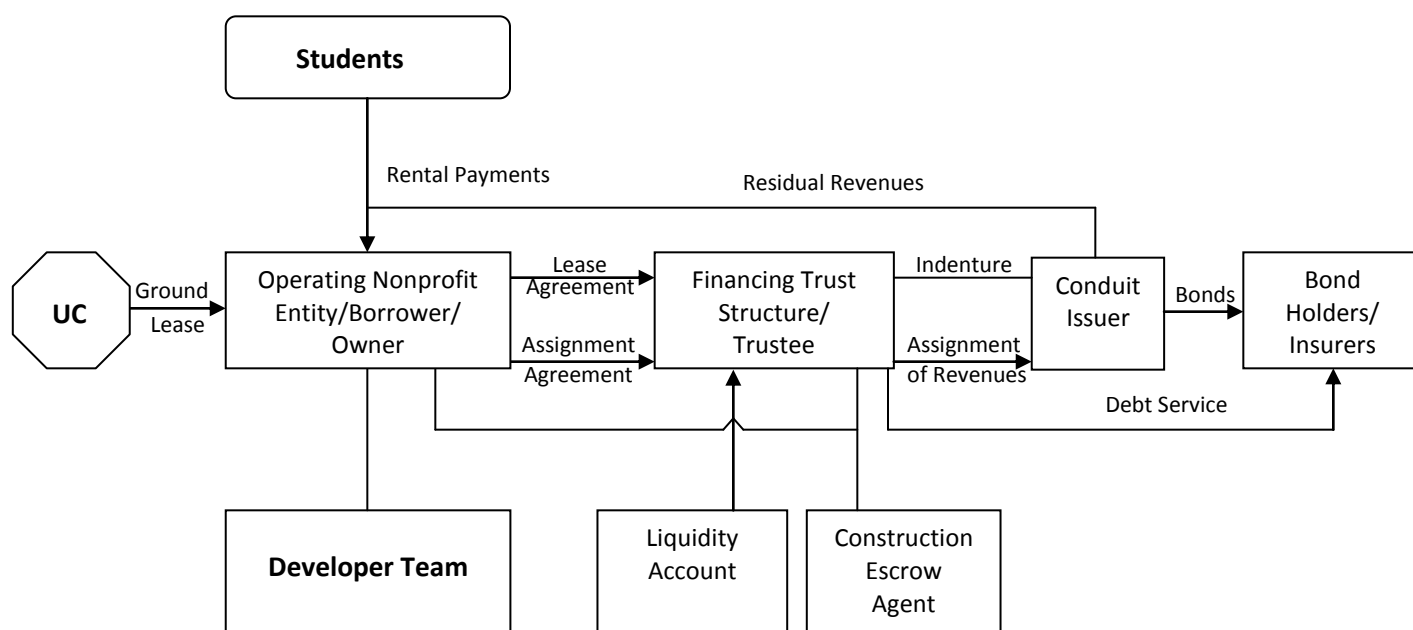 Students
Rental Payments
Residual Revenues
UC
Ground
Lease
Operating Nonprofit
Entity/Borrower/
Owner
Lease
Agreement
Assignment
Agreement
Financing Trust
Structure/
Trustee
Indenture
Assignment
of Revenues
Conduit
Issuer
Bonds
Bond
Holders/
Insurers
Debt Service
Developer Team
Liquidity
Account
Construction
Escrow
Agent